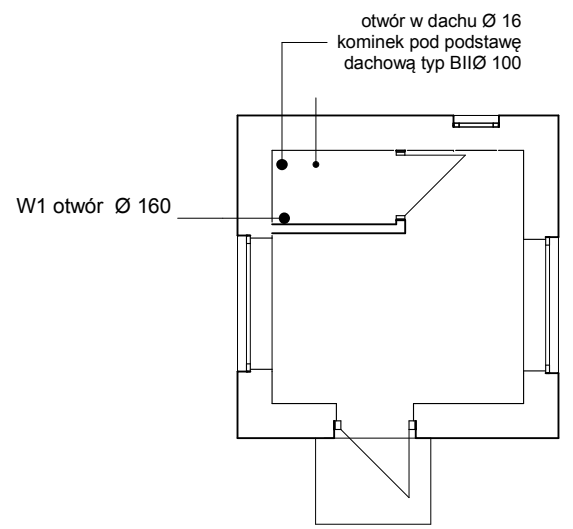 otwór w dachu Ø 16
kominek pod podstawę
dachową typ BIIØ 100
W1 otwór Ø 160